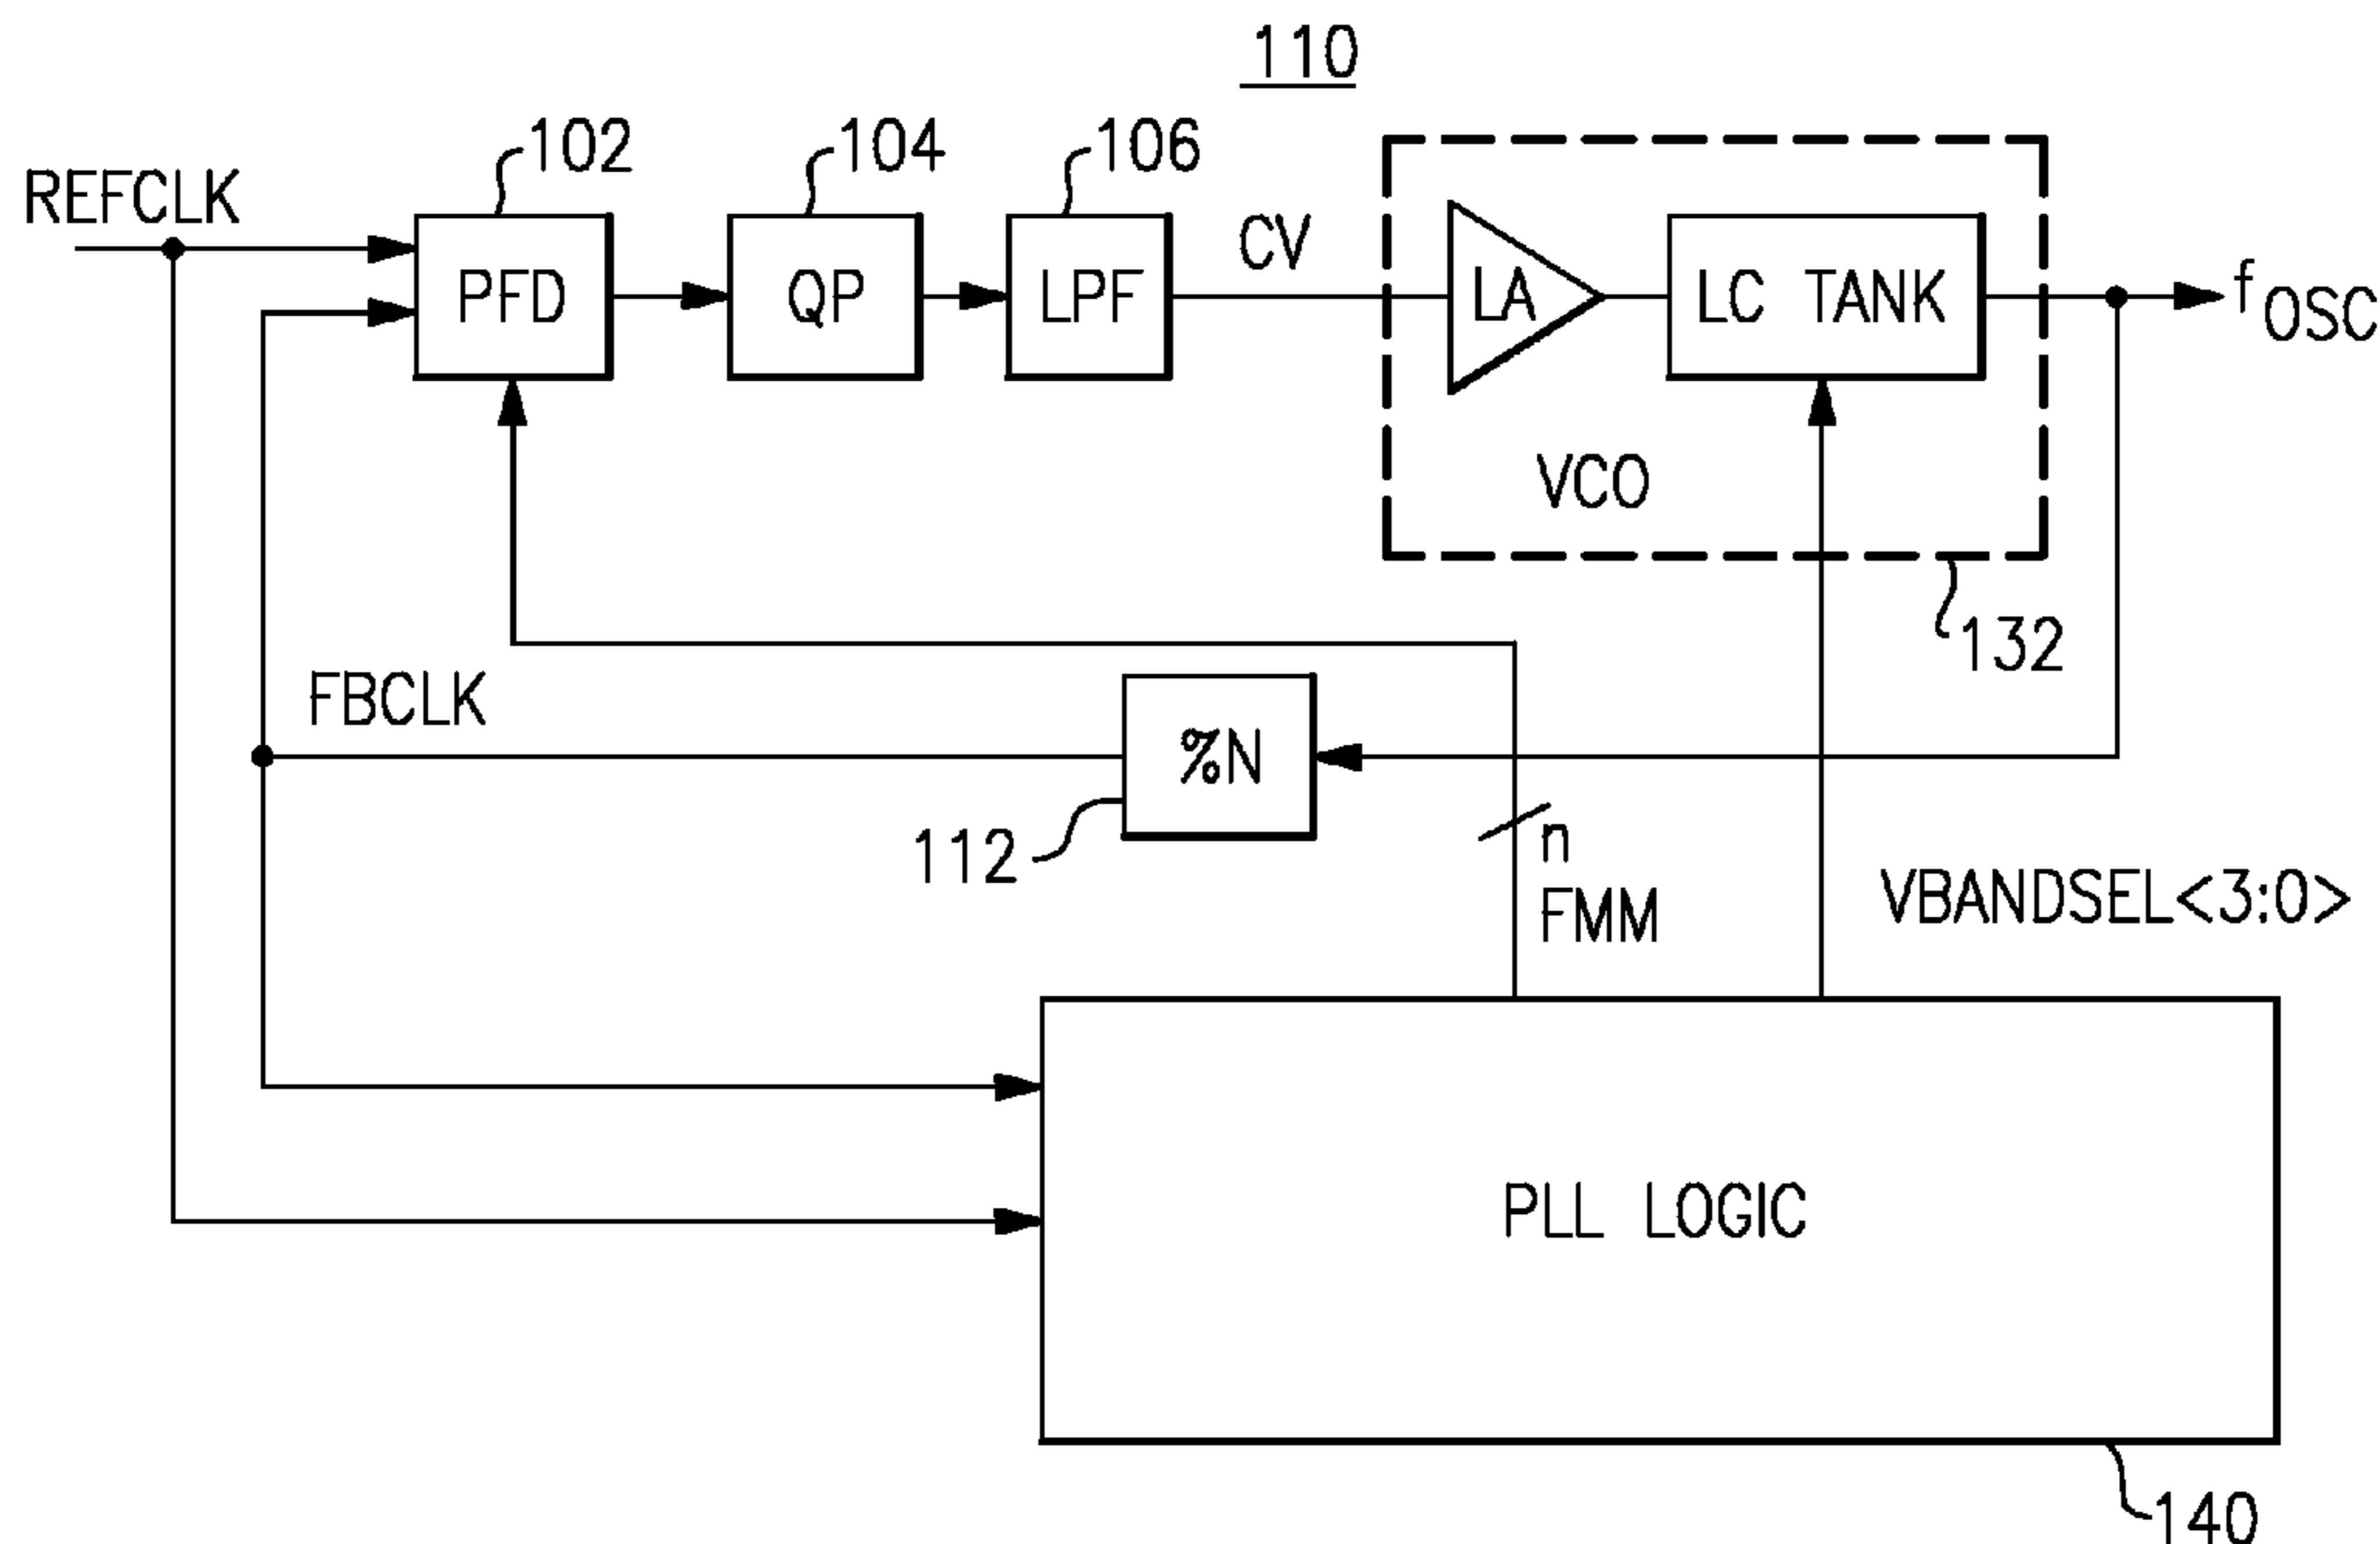 110
102
104
106
REFCLK
PFD
QP
LPF
CV
LA
LC TANK
fOSC
VCO
132
FBCLK
%N
112
n
FMM
VBANDSEL<3:0>
PLL LOGIC
140